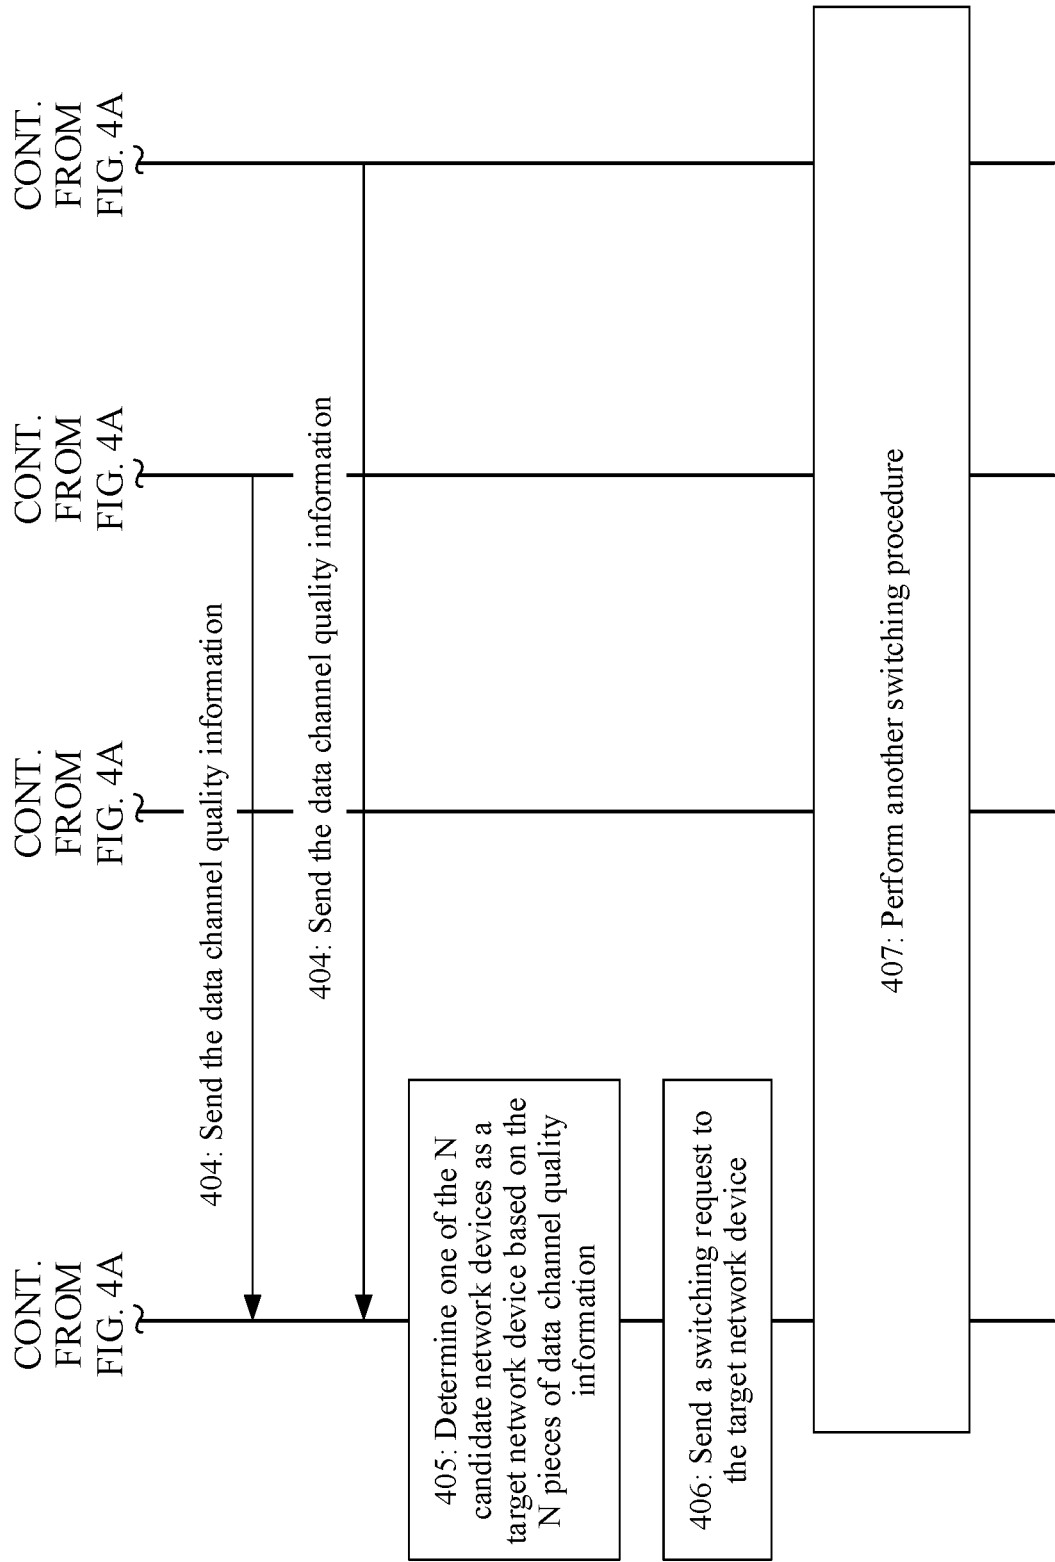 CONT.
FROM
FIG. 4A
CONT.
FROM
FIG. 4A
CONT.
FROM
FIG. 4A
CONT.
FROM
FIG. 4A
404: Send the data channel quality information
404: Send the data channel quality information
405: Determine one of the N
candidate network devices as a
target network device based on the
N pieces of data channel quality
information
406: Send a switching request to
the target network device
407: Perform another switching procedure